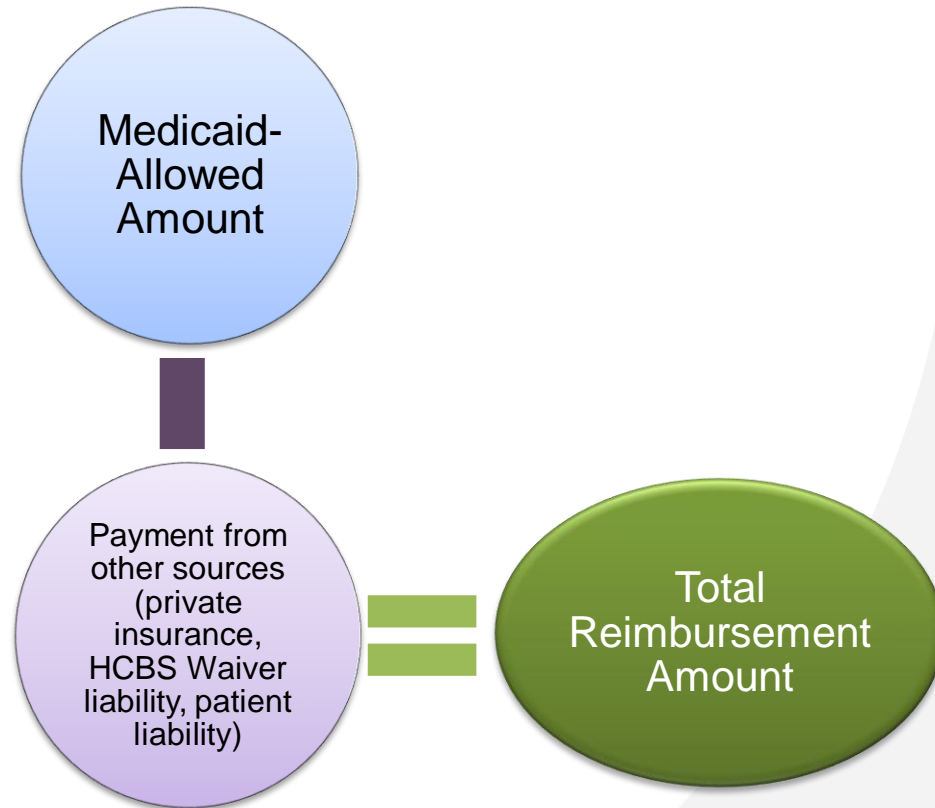 Medicaid-
Allowed
Amount
Payment from
other sources
(private
insurance,
HCBS Waiver
liability, patient
liability)
Total
Reimbursement
Amount